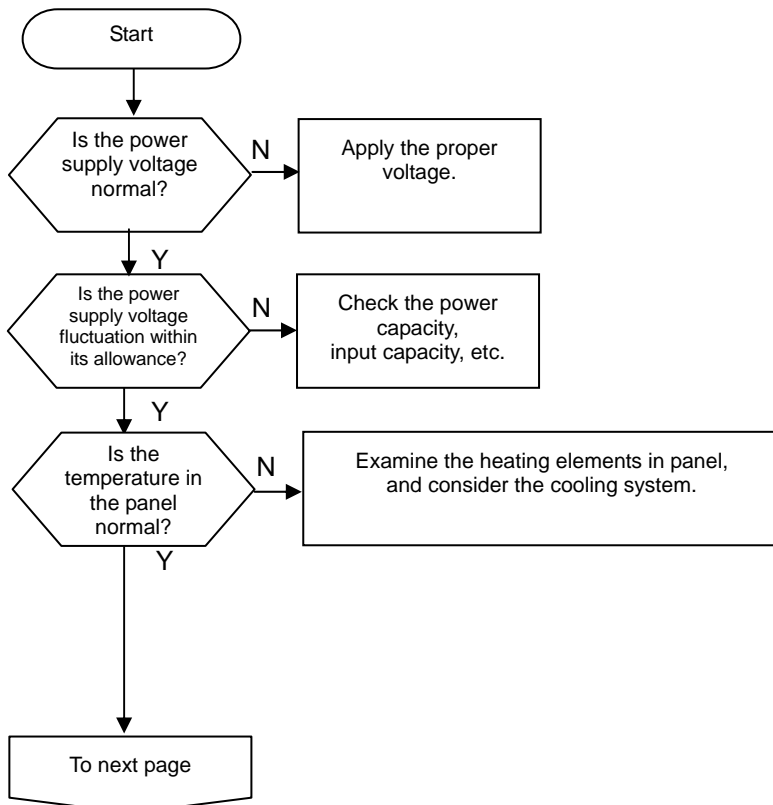 Start
Is the power
supply voltage
normal?
N
Apply the proper
voltage.
Y
Is the power
supply voltage
fluctuation within
its allowance?
N
Check the power
capacity,
input capacity, etc.
Y
Is the
temperature in
the panel
normal?
N
Examine the heating elements in panel,
and consider the cooling system.
Y
To next page